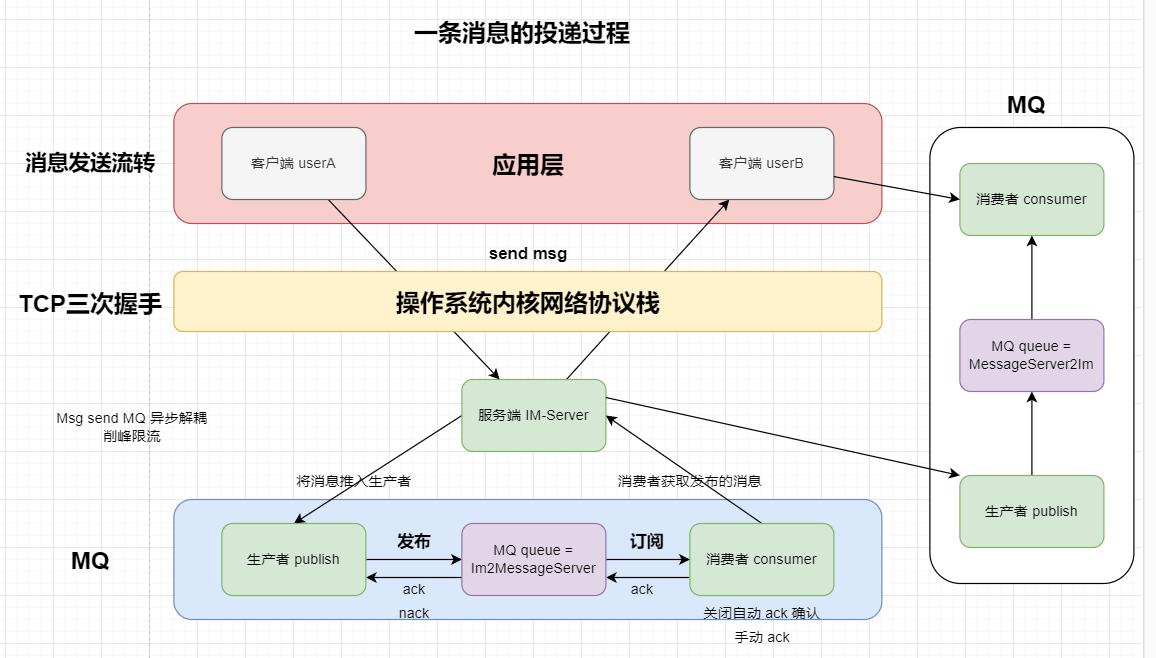 一条消息的投递过程
MQ
消息发送流转
客户端 userA
应用层
客户端 userB
消费者 consumer
send msg
TCP三次握手
操作系统内核网络协议栈
MQ queue =
MessageServer2Im
Msg send MQ 异步解耦
削峰限流
服务端 IM-Server
将消息推入生产者
消费者获取发布的消息
生产者 publish
MQ
生产者 publish
发布
ack
nack
MQ queue =
Im2MessageServer
订阅
ack
消费者 consumer
关闭自动 ack 确认
手动 ack